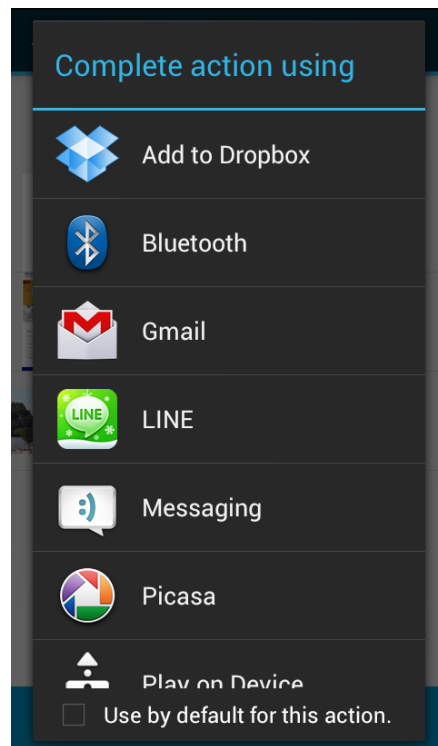 Complete action using
Add to Dropbox
Bluetooth
Gmail
LINE
LINE
:)
Messaging
Picasa
Play on Device
Use by default for this action.